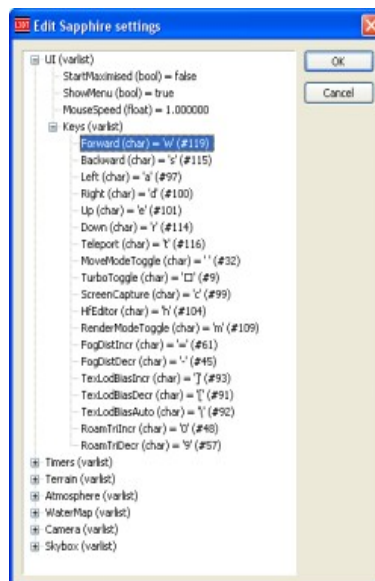 L3DT Edit Sapphire settings
UI (varlist)
StartMaximised (bool) = false
ShowMenu (bool) = true
MouseSpeed (float) = 1.000000
Keys (varlist)
Forward (char) = 'w' (#119)
Backward (char) = 's' (#115)
Left (char) = 'a' (#97)
Right (char) = 'd' (#100)
Up (char) = 'e' (#101)
Down (char) = 'r' (#114)
Teleport (char) = 't' (#116)
MoveModeToggle (char) = ' ' (#32)
TurboToggle (char) = '□' (#9)
ScreenCapture (char) = 'c' (#99)
HfEditor (char) = 'h' (#104)
RenderModeToggle (char) = 'm' (#109)
FogDistIncr (char) = '=' (#61)
FogDistDecr (char) = '-' (#45)
TexLodBiasIncr (char) = ']' (#93)
TexLodBiasDecr (char) = '[' (#91)
TexLodBiasAuto (char) = '\' (#92)
RoamTriIncr (char) = '0' (#48)
RoamTriDecr (char) = '9' (#57)
Timers (varlist)
Terrain (varlist)
Atmosphere (varlist)
WaterMap (varlist)
Camera (varlist)
Skybox (varlist)
OK
Cancel